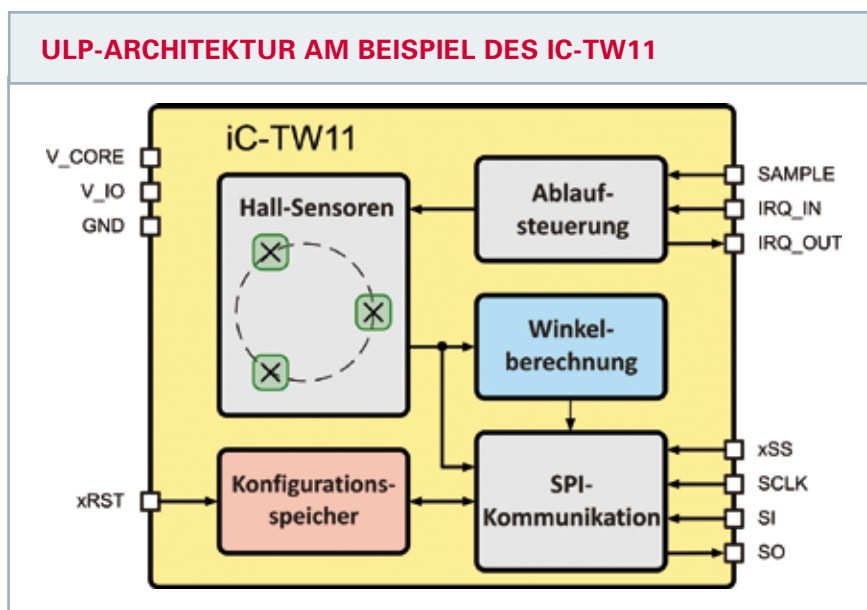 ULP-ARCHITEKTUR AM BEISPIEL DES IC-TW11
iC-TW11
V_CORE
V_IO
GND
Hall-Sensoren
Ablauf-
steuerung
SAMPLE
IRQ_IN
IRQ_OUT
Winkel-
berechnung
xRST
Konfigurations-
speicher
SPI-
Kommunikation
xSS
SCLK
SI
SO